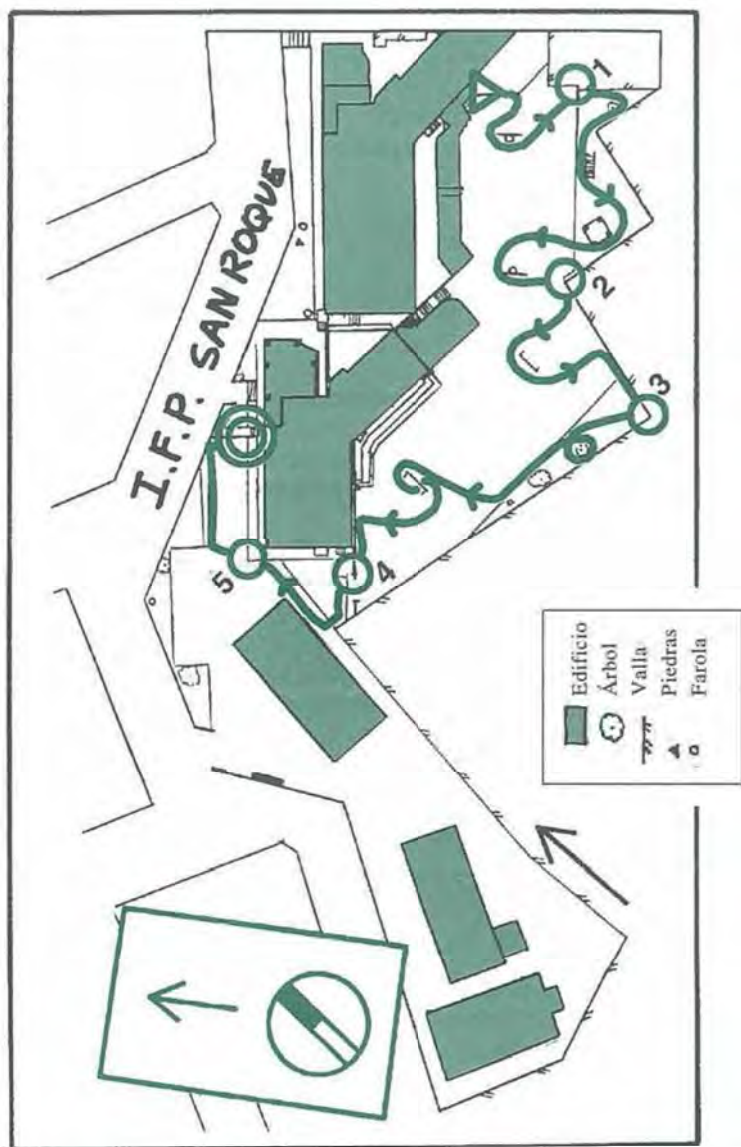 I.F.P. SAN ROQUE
1
2
3
4
5
Edificio
Árbol
Valla
Piedras
Farola